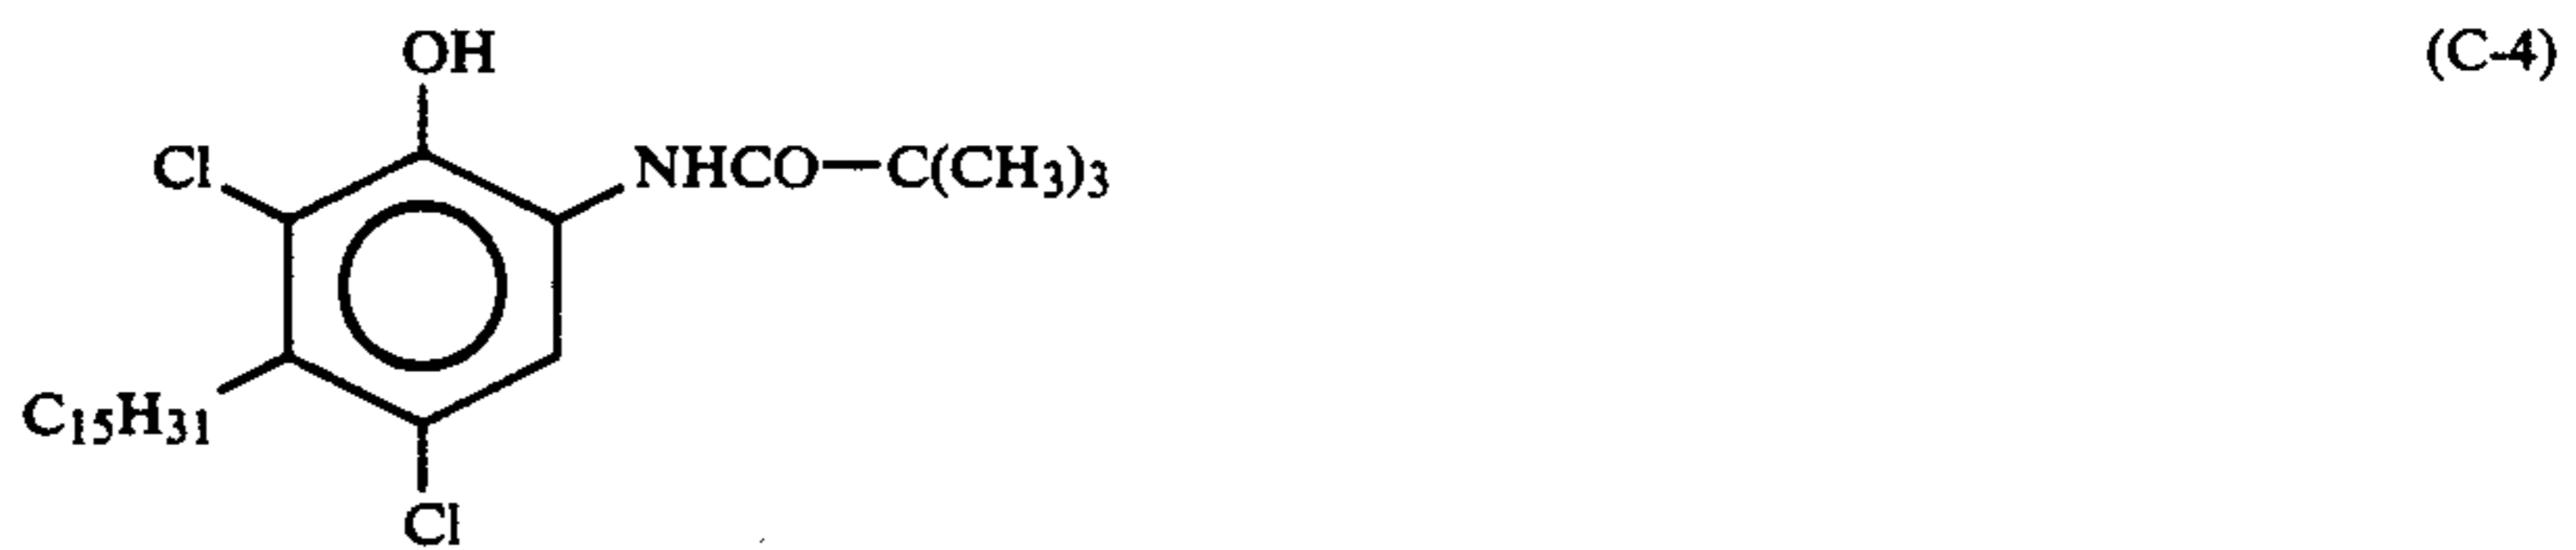 OH (C-4)
Cl NHCO—C(CH₃)₃
C₁₅H₃₁
Cl